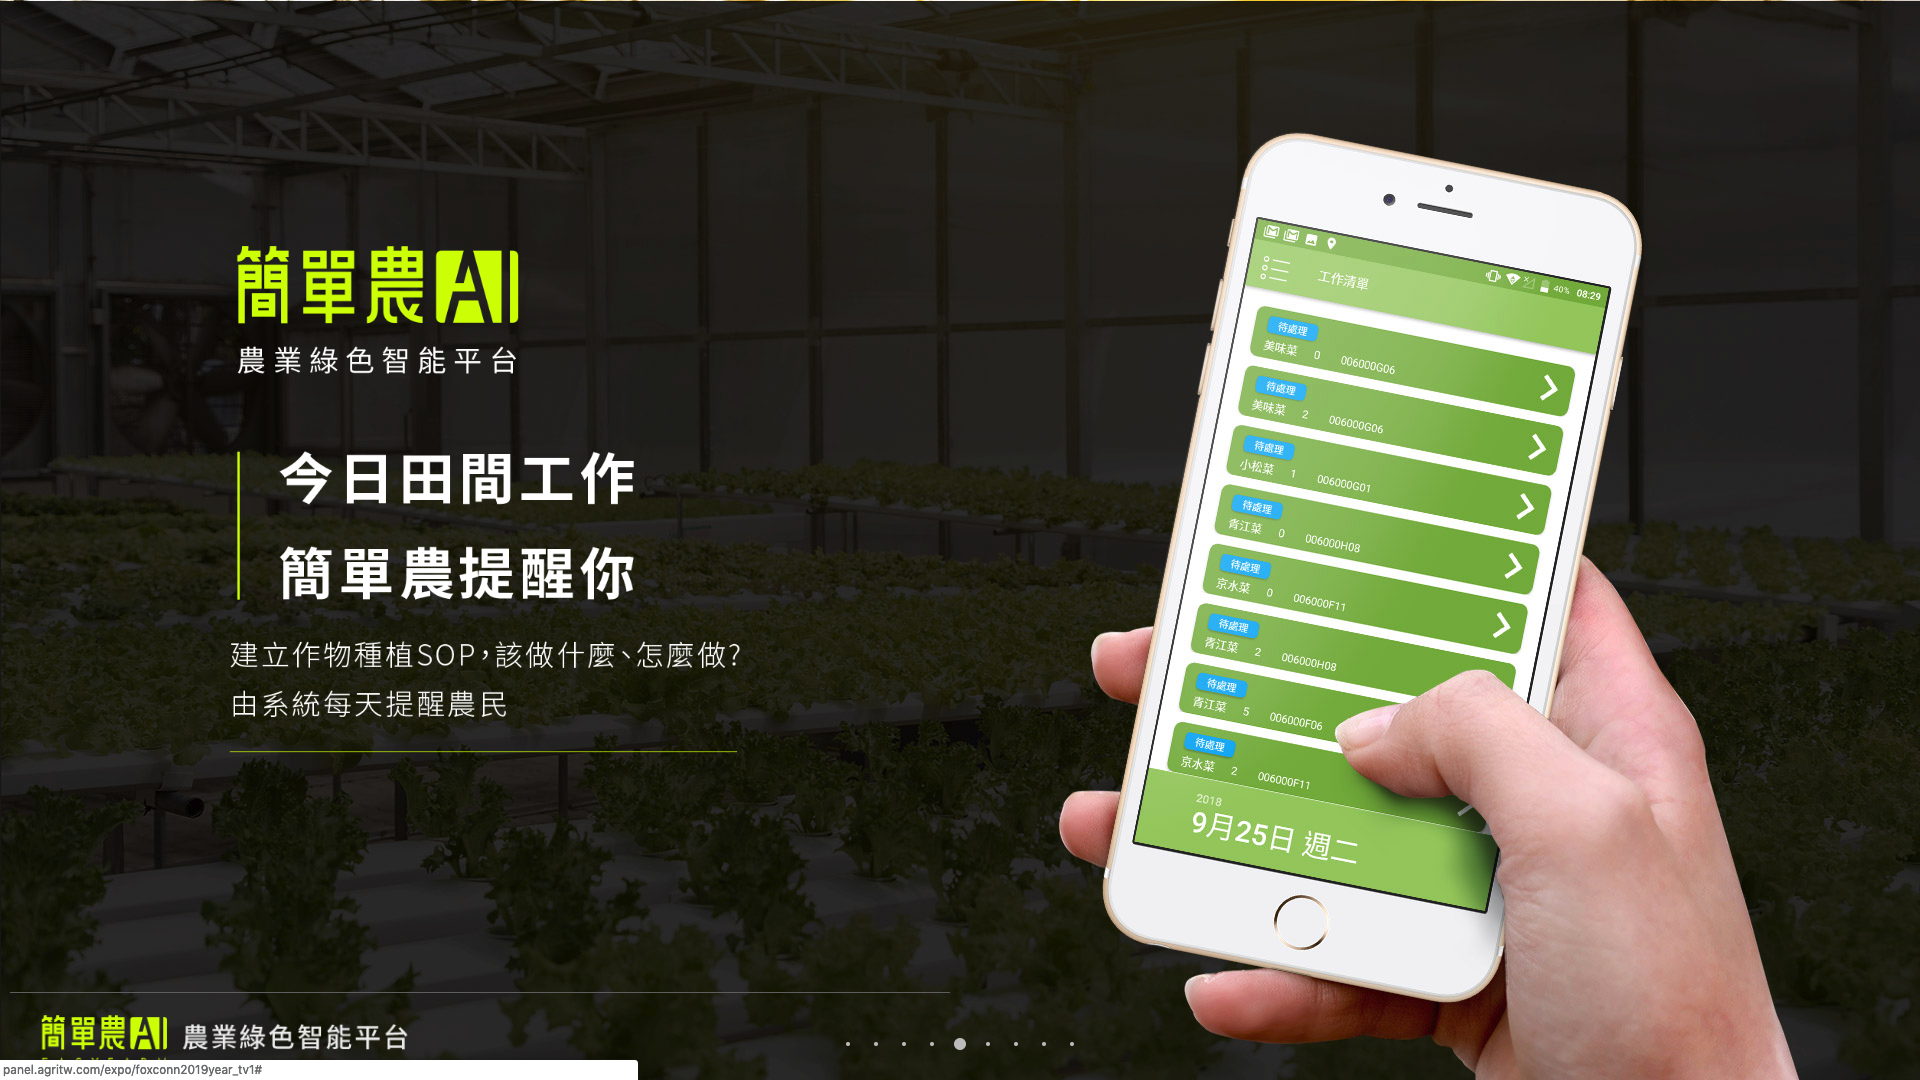 簡單農AI
農業綠色智能平台
今日田間工作
簡單農提醒你
建立作物種植SOP，該做什麼、怎麼做?
由系統每天提醒農民
40% 08:29
工作清單
待處理
美味菜 0 006000G06
待處理
美味菜 2 006000G06
待處理
小松菜 1 006000G01
待處理
青江菜 0 006000H08
待處理
京水菜 0 006000F11
待處理
青江菜 2 006000H08
待處理
青江菜 5 006000F06
待處理
京水菜 2 006000F11
2018
9月25日 週二
簡單農AI 農業綠色智能平台
panel.agritw.com/expo/foxconn2019year_tv1#